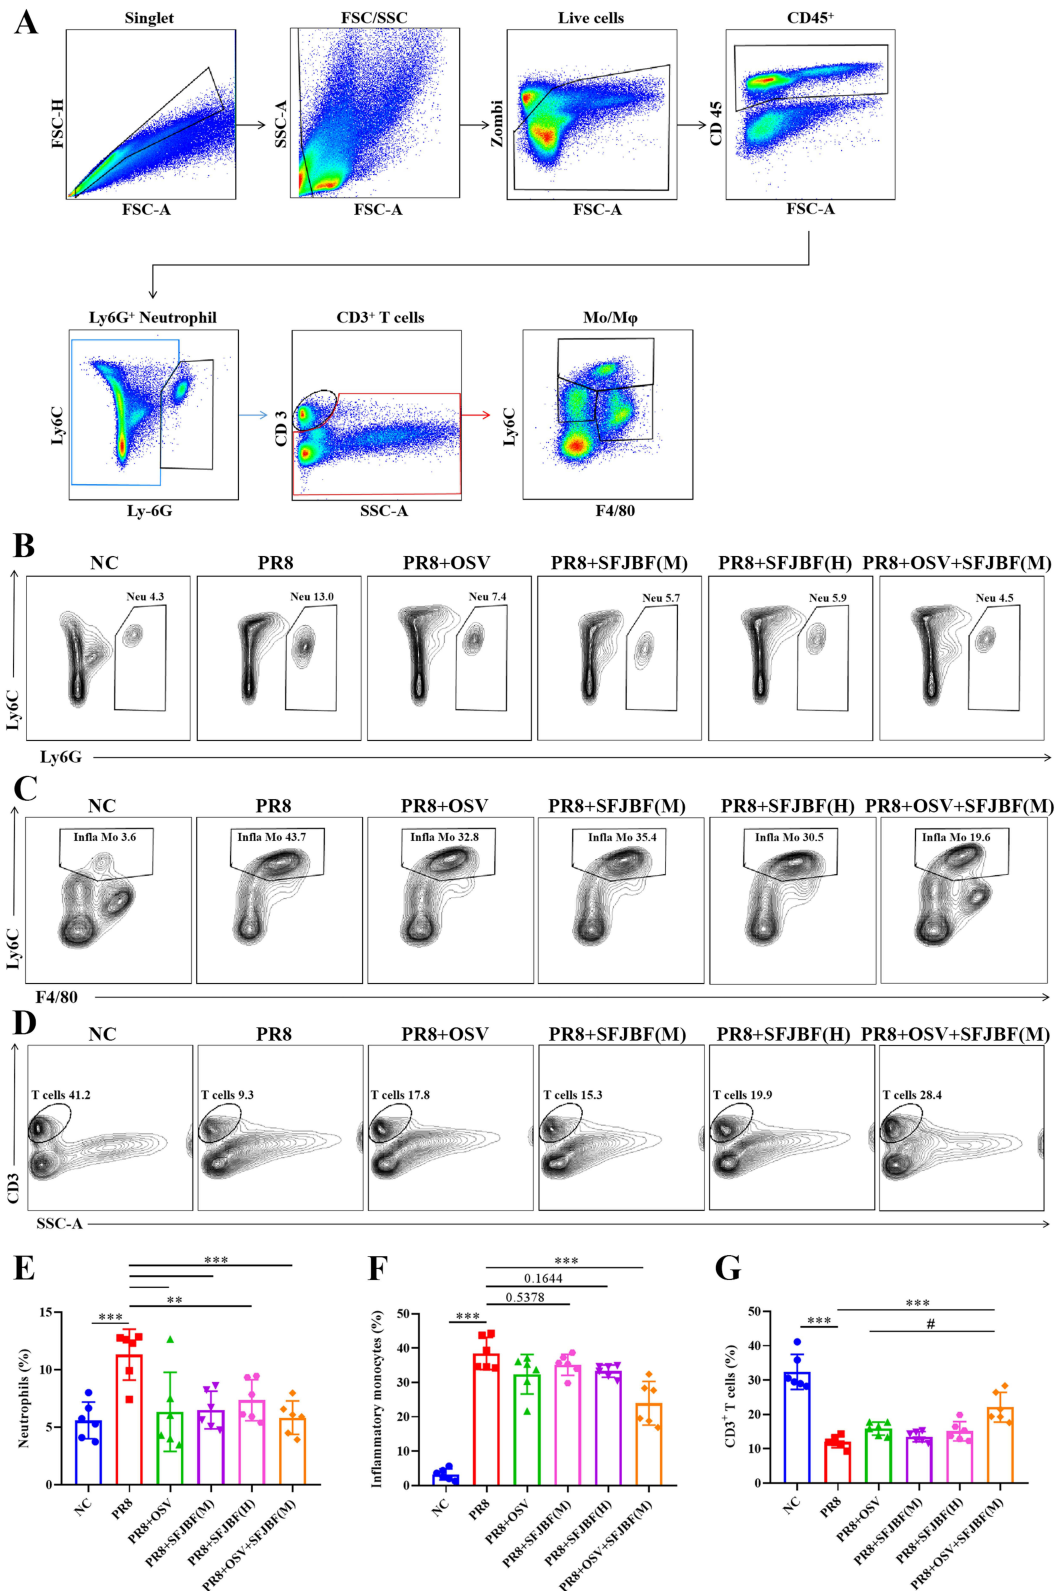 A
Singlet FSC/SSC Live cells CD45⁺
FSC-H SSC-A Zombi CD 45
FSC-A FSC-A FSC-A FSC-A
Ly6G⁺ Neutrophil CD3⁺ T cells Mo/Mφ
Ly6C CD 3 Ly6C
Ly-6G SSC-A F4/80
B
NC PR8 PR8+OSV PR8+SFJBF(M) PR8+SFJBF(H) PR8+OSV+SFJBF(M)
Neu 4.3 Neu 13.0 Neu 7.4 Neu 5.7 Neu 5.9 Neu 4.5
Ly6C
Ly6G
C
NC PR8 PR8+OSV PR8+SFJBF(M) PR8+SFJBF(H) PR8+OSV+SFJBF(M)
Infla Mo 3.6 Infla Mo 43.7 Infla Mo 32.8 Infla Mo 35.4 Infla Mo 30.5 Infla Mo 19.6
Ly6C
F4/80
D
NC PR8 PR8+OSV PR8+SFJBF(M) PR8+SFJBF(H) PR8+OSV+SFJBF(M)
T cells 41.2 T cells 9.3 T cells 17.8 T cells 15.3 T cells 19.9 T cells 28.4
CD3
SSC-A
E
***
**
***
Neutrophils (%)
15
10
5
0
NC PR8 PR8+OSV PR8+SFJBF(M) PR8+SFJBF(H) PR8+OSV+SFJBF(M)
F
***
0.1644
0.5378
***
Inflammatory monocytes (%)
50
40
30
20
10
0
NC PR8 PR8+OSV PR8+SFJBF(M) PR8+SFJBF(H) PR8+OSV+SFJBF(M)
G
***
***
#
CD3⁺ T cells (%)
50
40
30
20
10
0
NC PR8 PR8+OSV PR8+SFJBF(M) PR8+SFJBF(H) PR8+OSV+SFJBF(M)